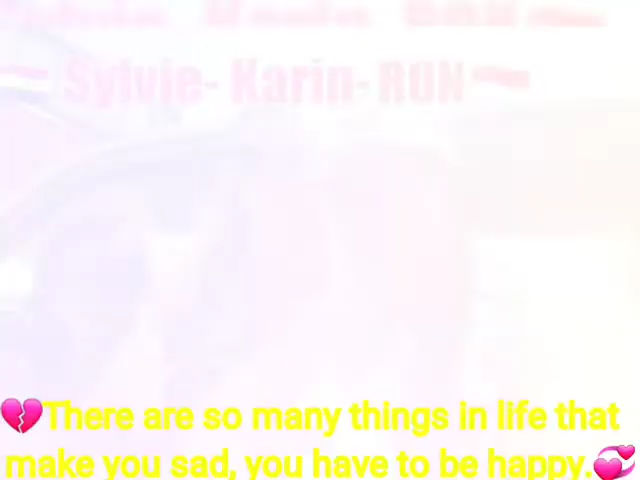 Sylvie- Karin- RON
💔There are so many things in life that
make you sad, you have to be happy.💞